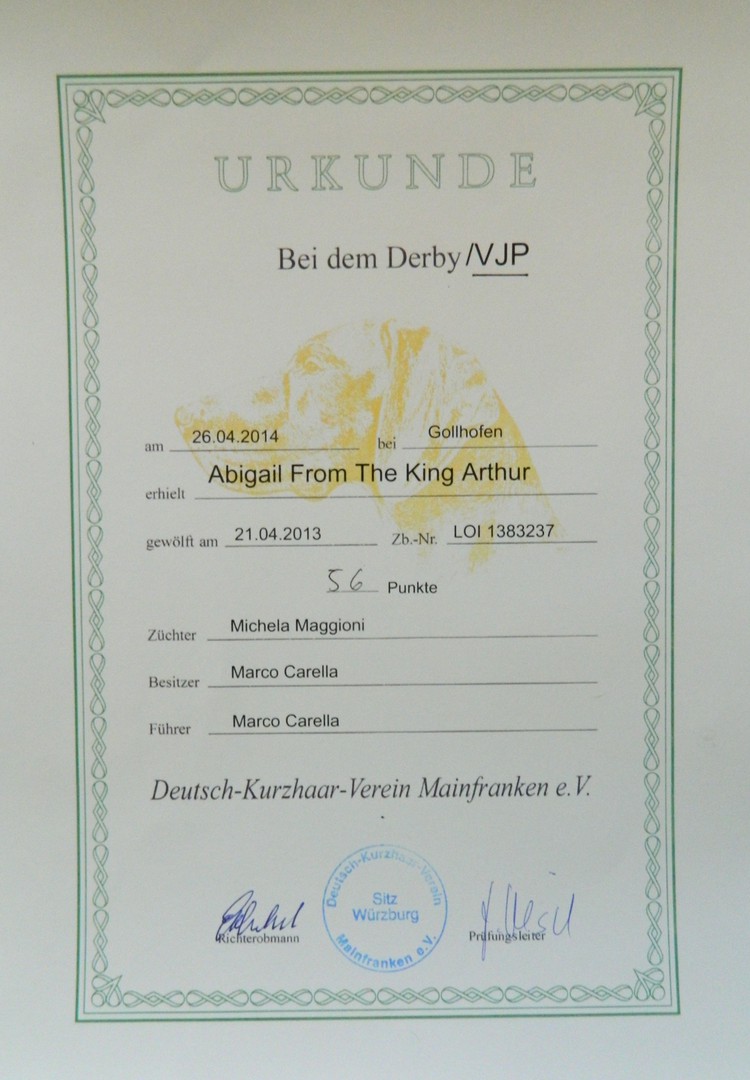 URKUNDE
Bei dem Derby/VJP
am 26.04.2014 bei Gollhofen
erhielt Abigail From The King Arthur
gewölft am 21.04.2013 Zb.-Nr. LOI 1383237
56 Punkte
Züchter Michela Maggioni
Besitzer Marco Carella
Führer Marco Carella
Deutsch-Kurzhaar-Verein Mainfranken e.V.
Deutsch-Kurzhaar-Verein
Sitz
Würzburg
Mainfranken e.V.
Richterobmann Prüfungsleiter